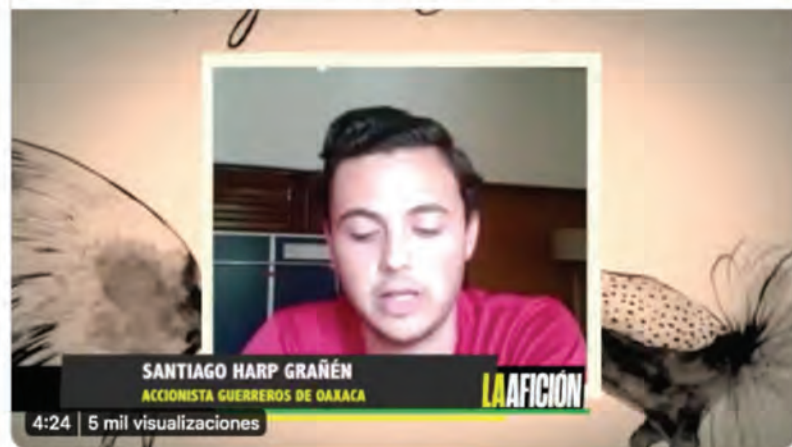 SANTIAGO HARP GRAÑÉN
ACCIONISTA GUERREROS DE OAXACA
LAAFICIÓN
4:24 | 5 mil visualizaciones